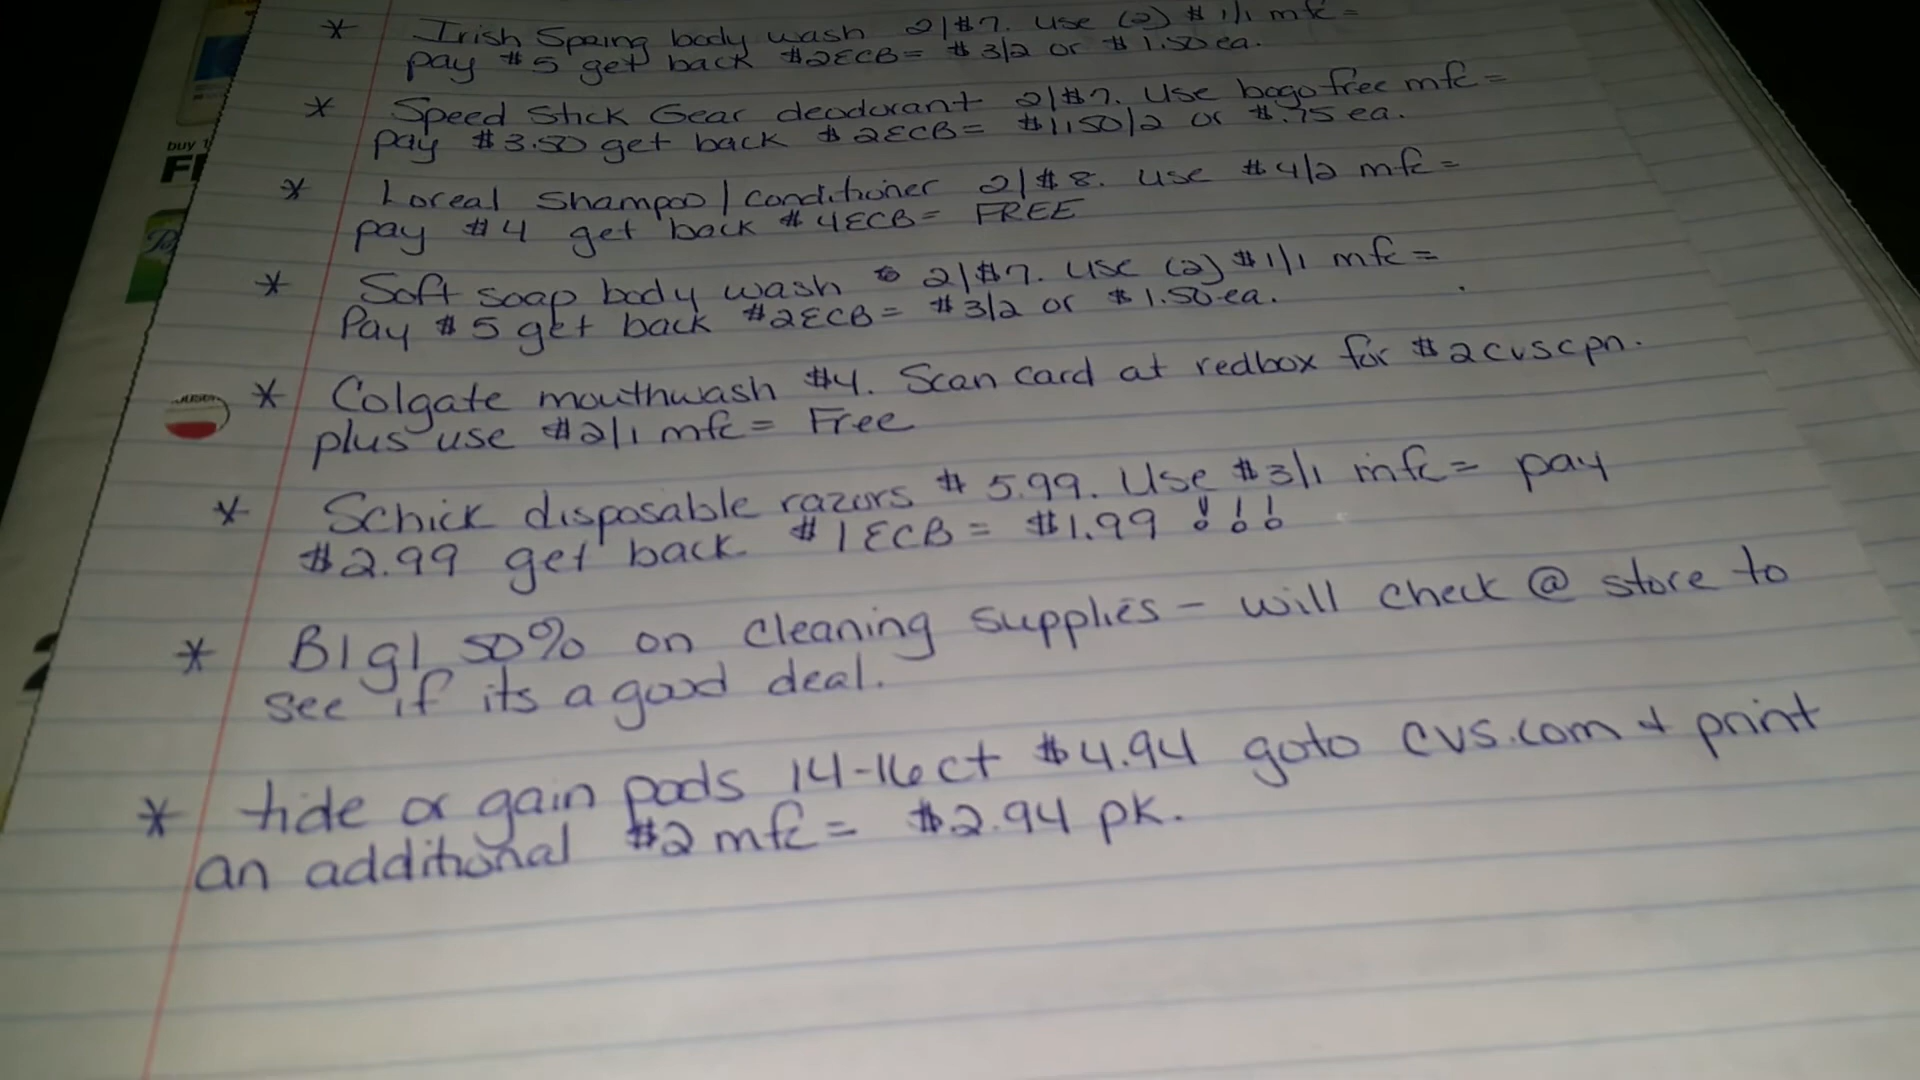 * Irish Spring body wash 2/$7. Use (2) $1/1 mfc =
pay $5 get back $2ECB = $3/2 or $1.50 ea.
* Speed Stick Gear deodorant 2/$7. Use bogo free mfc =
pay $3.50 get back $2ECB = $1.50/2 or $.75 ea.
* Loreal Shampoo/conditioner 2/$8. Use $4/2 mfc =
pay $4 get back $4ECB = FREE
* Soft soap body wash 2/$7. Use (2) $1/1 mfc =
Pay $5 get back $2ECB = $3/2 or $1.50 ea.
* Colgate mouthwash $4. Scan card at redbox for $2 cvs cpn.
plus use $2/1 mfc = Free
* Schick disposable razors $5.99. Use $3/1 mfc = pay
$2.99 get back $1 ECB = $1.99 !!!
* B1g1 50% on cleaning supplies - will check @ store to
see if its a good deal.
* tide or gain pods 14-16ct $4.94 goto cvs.com & print
an additional $2 mfc = $2.94 pk.
buy 1